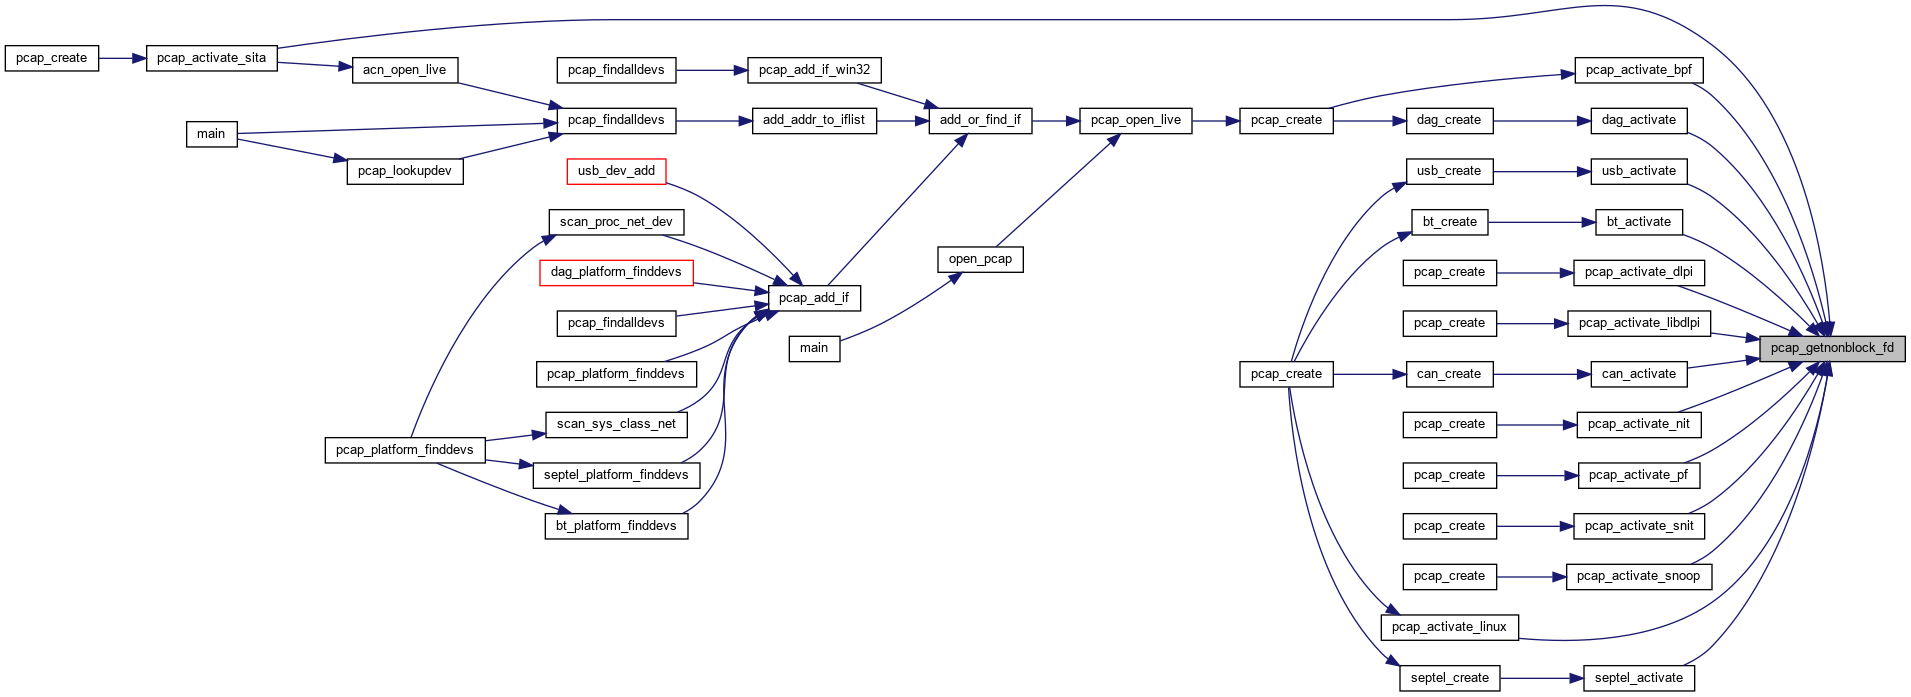 pcap_create
pcap_activate_sita
acn_open_live
pcap_findalldevs
pcap_add_if_win32
pcap_activate_bpf
main
pcap_findalldevs
add_addr_to_iflist
add_or_find_if
pcap_open_live
pcap_create
dag_create
dag_activate
pcap_lookupdev
usb_dev_add
usb_create
usb_activate
scan_proc_net_dev
bt_create
bt_activate
dag_platform_finddevs
open_pcap
pcap_create
pcap_activate_dlpi
pcap_add_if
pcap_findalldevs
pcap_create
pcap_activate_libdlpi
main
pcap_getnonblock_fd
pcap_platform_finddevs
pcap_create
can_create
can_activate
scan_sys_class_net
pcap_create
pcap_activate_nit
pcap_platform_finddevs
septel_platform_finddevs
pcap_create
pcap_activate_pf
bt_platform_finddevs
pcap_create
pcap_activate_snit
pcap_create
pcap_activate_snoop
pcap_activate_linux
septel_create
septel_activate